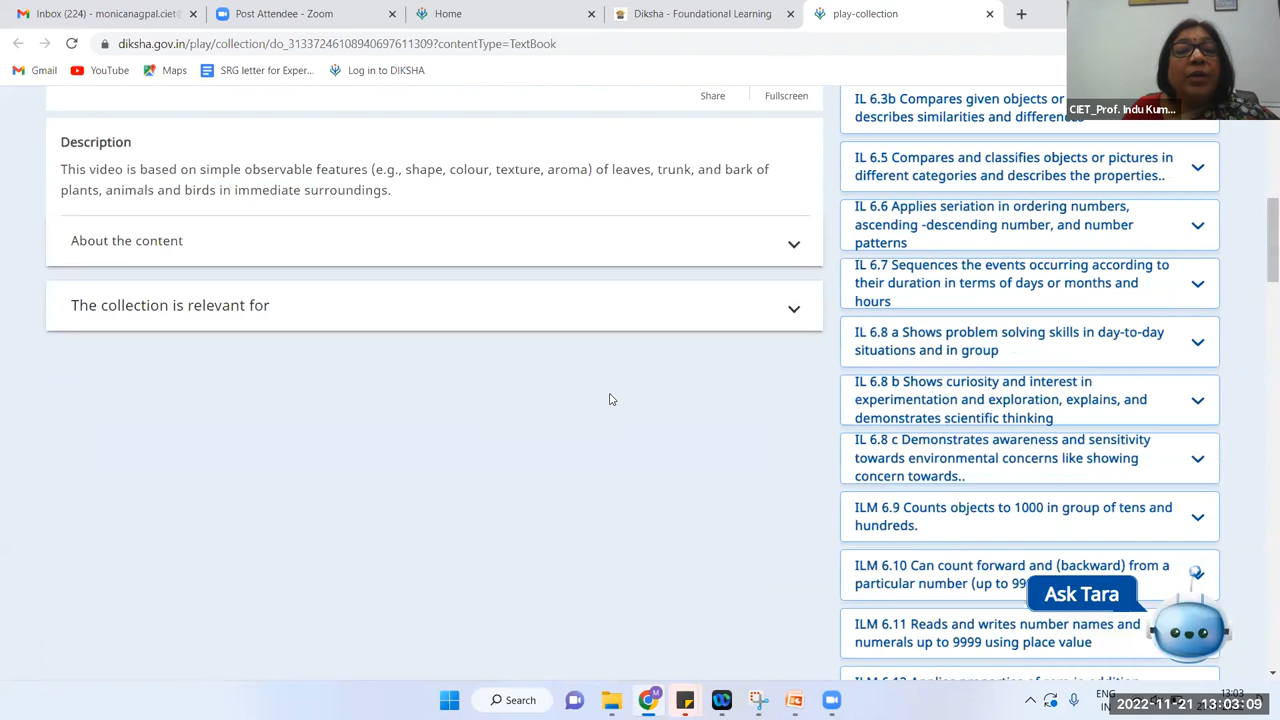 Inbox (224) - monicanagpal.ciet@
Post Attendee - Zoom
Home
Diksha - Foundational Learning
play-collection
diksha.gov.in/play/collection/do_31337246108940697611309?contentType=TextBook
Gmail
YouTube
Maps
SRG letter for Exper...
Log in to DIKSHA
CIET_Prof. Indu Kum...
Share
Fullscreen
Description
This video is based on simple observable features (e.g., shape, colour, texture, aroma) of leaves, trunk, and bark of
plants, animals and birds in immediate surroundings.
About the content
The collection is relevant for
IL 6.3b Compares given objects or
describes similarities and differences
IL 6.5 Compares and classifies objects or pictures in
different categories and describes the properties..
IL 6.6 Applies seriation in ordering numbers,
ascending -descending number, and number
patterns
IL 6.7 Sequences the events occurring according to
their duration in terms of days or months and
hours
IL 6.8 a Shows problem solving skills in day-to-day
situations and in group
IL 6.8 b Shows curiosity and interest in
experimentation and exploration, explains, and
demonstrates scientific thinking
IL 6.8 c Demonstrates awareness and sensitivity
towards environmental concerns like showing
concern towards..
ILM 6.9 Counts objects to 1000 in group of tens and
hundreds.
ILM 6.10 Can count forward and (backward) from a
particular number (up to 99
Ask Tara
ILM 6.11 Reads and writes number names and
numerals up to 9999 using place value
Search
ENG
IN
13:03
2022-11-21 13:03:09